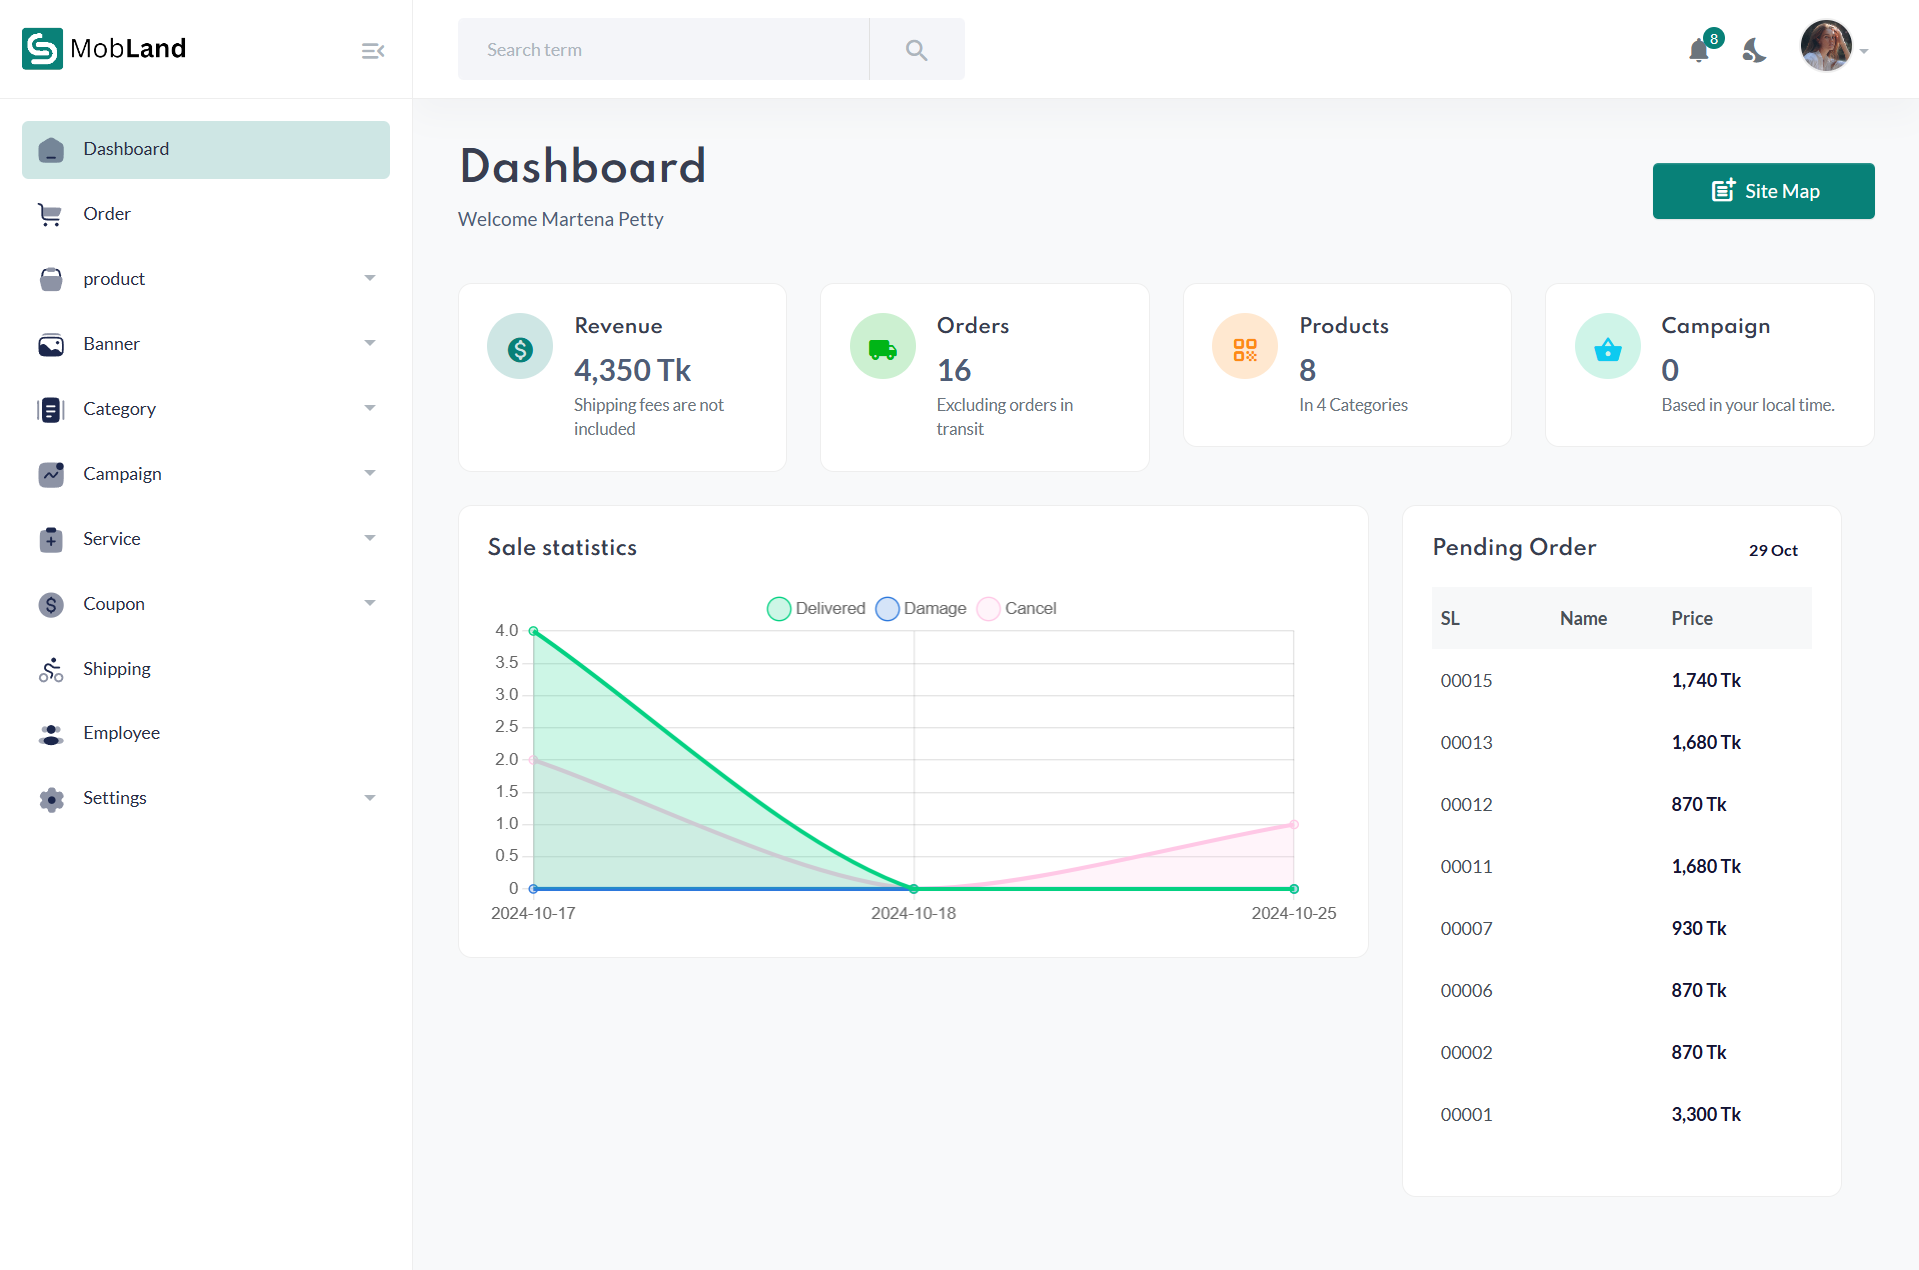 MobLand
Search term
8
Dashboard
Order
product
Banner
Category
Campaign
Service
Coupon
Shipping
Employee
Settings
Dashboard
Welcome Martena Petty
Site Map
Revenue
4,350 Tk
Shipping fees are not
included
Orders
16
Excluding orders in
transit
Products
8
In 4 Categories
Campaign
0
Based in your local time.
Sale statistics
Delivered Damage Cancel
4.0
3.5
3.0
2.5
2.0
1.5
1.0
0.5
0
2024-10-17 2024-10-18 2024-10-25
Pending Order 29 Oct
SL Name Price
00015 1,740 Tk
00013 1,680 Tk
00012 870 Tk
00011 1,680 Tk
00007 930 Tk
00006 870 Tk
00002 870 Tk
00001 3,300 Tk